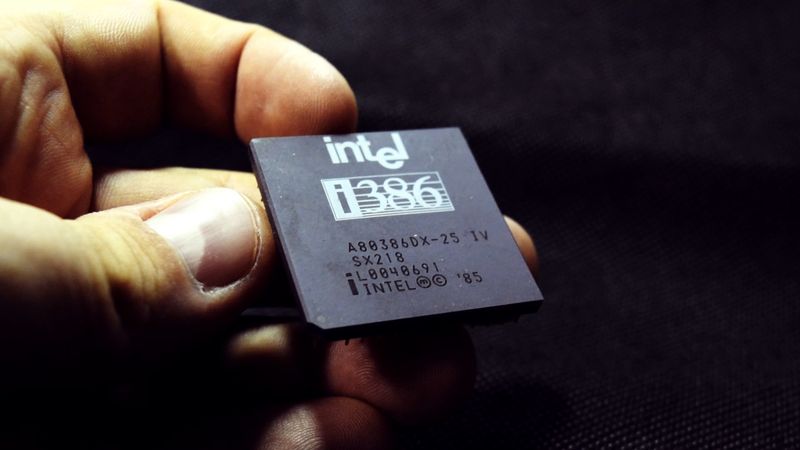 intel
i386
A80386DX-25 IV
SX218
L0040691
INTEL Ⓜ © '85